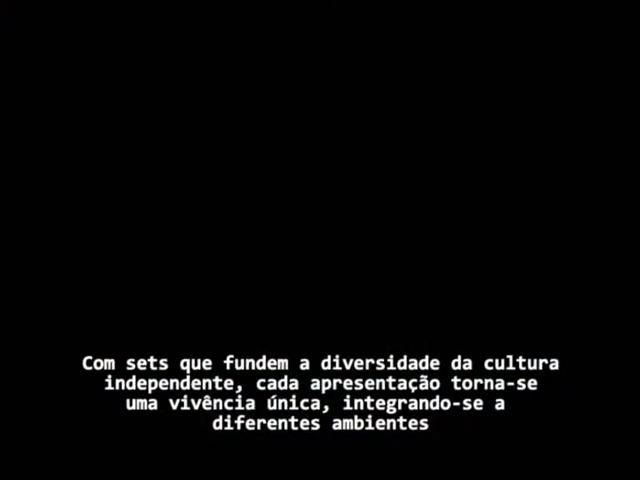 Com sets que fundem a diversidade da cultura
independente, cada apresentação torna-se
uma vivência única, integrando-se a
diferentes ambientes